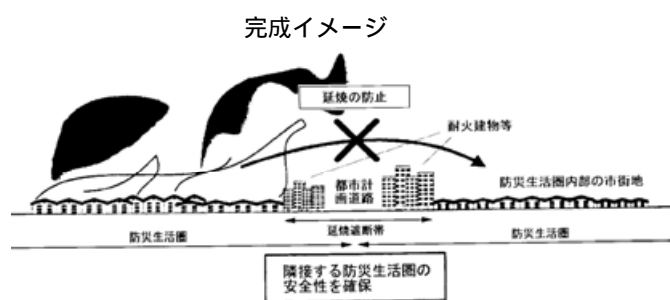 完成イメージ
延焼の防止
耐火建物等
都市計
画道路
防災生活圏内部の市街地
延焼遮断帯
防災生活圏
防災生活圏
隣接する防災生活圏の
安全性を確保